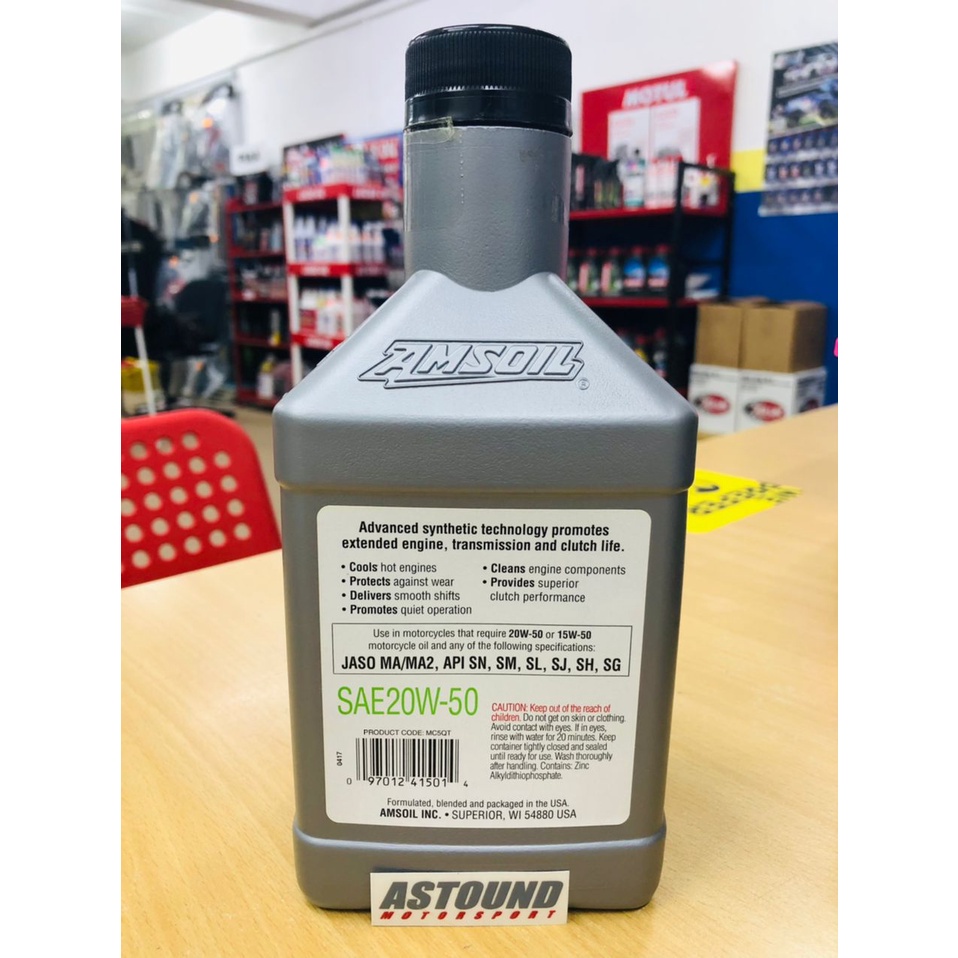 MOTUL
AMSOIL
®
Advanced synthetic technology promotes
extended engine, transmission and clutch life.
• Cools hot engines
• Protects against wear
• Delivers smooth shifts
• Promotes quiet operation
• Cleans engine components
• Provides superior
clutch performance
Use in motorcycles that require 20W-50 or 15W-50
motorcycle oil and any of the following specifications:
JASO MA/MA2, API SN, SM, SL, SJ, SH, SG
SAE20W-50
CAUTION: Keep out of the reach of
children. Do not get on skin or clothing.
Avoid contact with eyes. If in eyes,
rinse with water for 20 minutes. Keep
container tightly closed and sealed
until ready for use. Wash thoroughly
after handling. Contains: Zinc
Alkyldithiophosphate.
PRODUCT CODE: MC5QT
0417
0 97012 41501 4
Formulated, blended and packaged in the USA.
AMSOIL INC. • SUPERIOR, WI 54880 USA
ASTOUND
MOTORSPORT